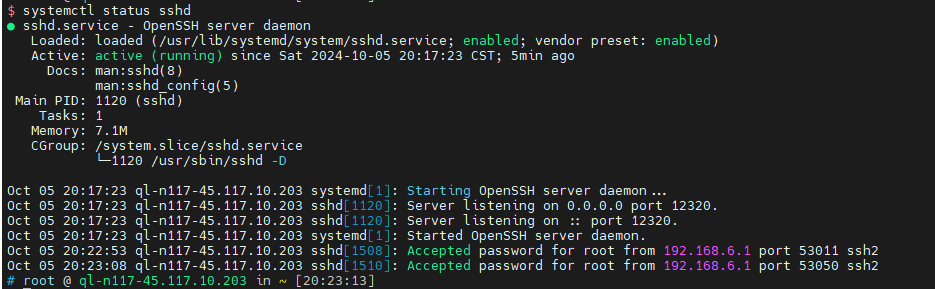 $ systemctl status sshd
● sshd.service - OpenSSH server daemon
   Loaded: loaded (/usr/lib/systemd/system/sshd.service; enabled; vendor preset: enabled)
   Active: active (running) since Sat 2024-10-05 20:17:23 CST; 5min ago
     Docs: man:sshd(8)
           man:sshd_config(5)
 Main PID: 1120 (sshd)
    Tasks: 1
   Memory: 7.1M
   CGroup: /system.slice/sshd.service
           └─1120 /usr/sbin/sshd -D
Oct 05 20:17:23 ql-n117-45.117.10.203 systemd[1]: Starting OpenSSH server daemon...
Oct 05 20:17:23 ql-n117-45.117.10.203 sshd[1120]: Server listening on 0.0.0.0 port 12320.
Oct 05 20:17:23 ql-n117-45.117.10.203 sshd[1120]: Server listening on :: port 12320.
Oct 05 20:17:23 ql-n117-45.117.10.203 systemd[1]: Started OpenSSH server daemon.
Oct 05 20:22:53 ql-n117-45.117.10.203 sshd[1508]: Accepted password for root from 192.168.6.1 port 53011 ssh2
Oct 05 20:23:08 ql-n117-45.117.10.203 sshd[1510]: Accepted password for root from 192.168.6.1 port 53050 ssh2
# root @ ql-n117-45.117.10.203 in ~ [20:23:13]